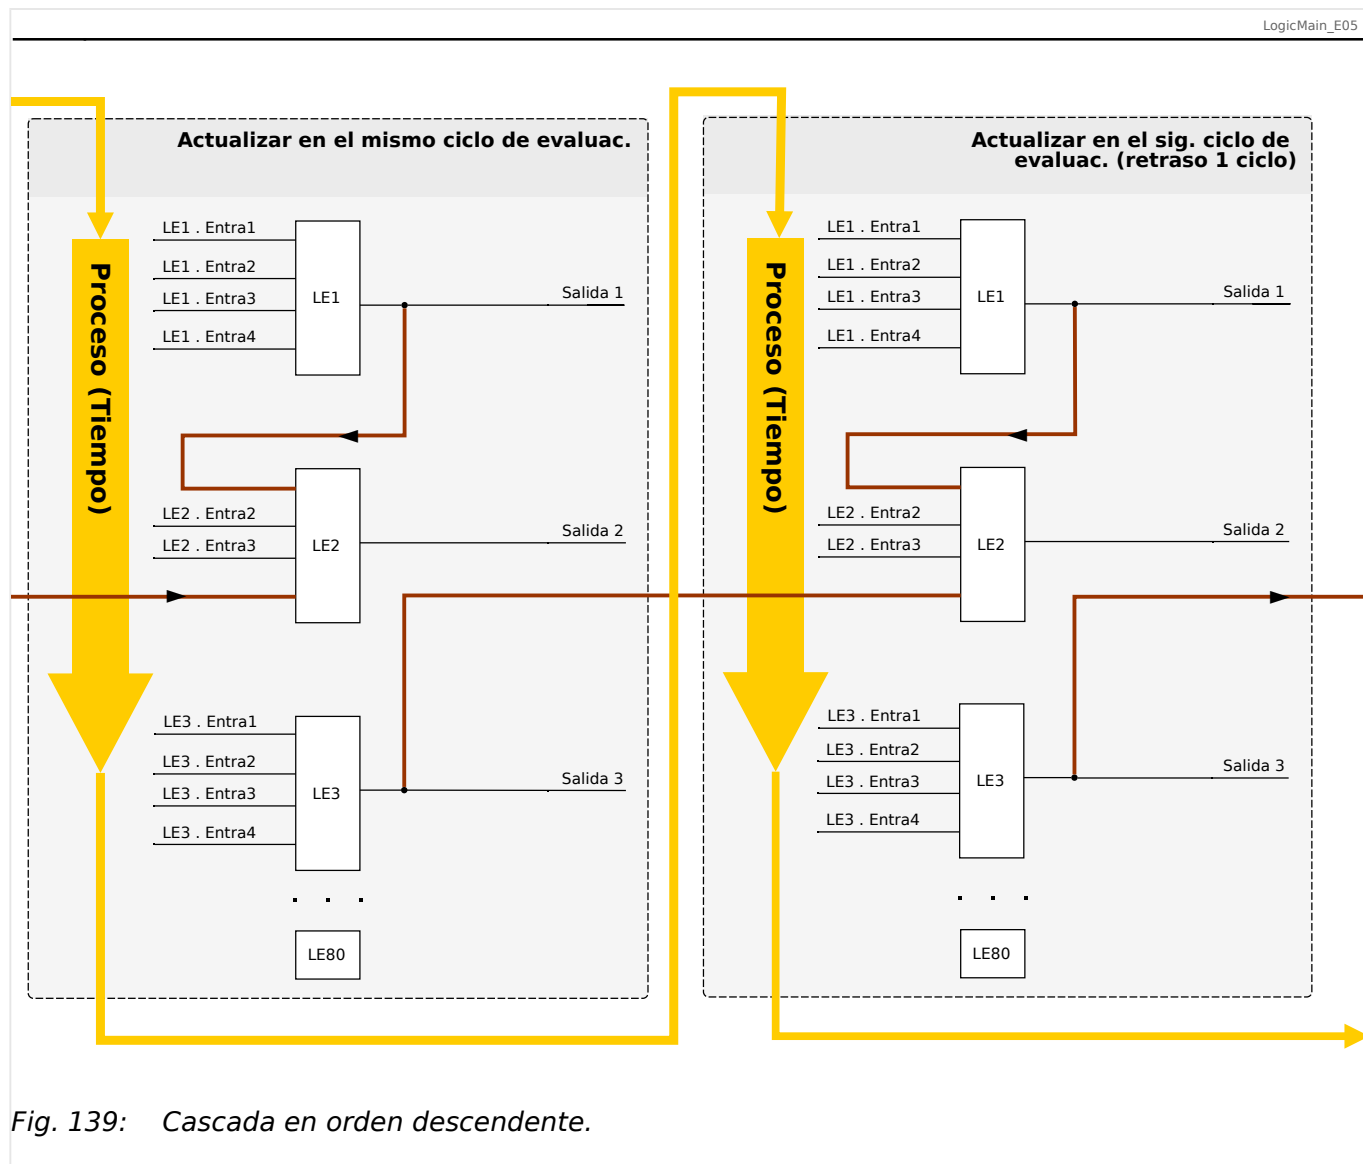 LogicMain_E05
Actualizar en el mismo ciclo de evaluac.
Proceso (Tiempo)
LE1 . Entra1
LE1 . Entra2
LE1 . Entra3
LE1 . Entra4
LE1
Salida 1
LE2 . Entra2
LE2 . Entra3
LE2
Salida 2
LE3 . Entra1
LE3 . Entra2
LE3 . Entra3
LE3 . Entra4
LE3
Salida 3
. . .
LE80
Actualizar en el sig. ciclo de
evaluac. (retraso 1 ciclo)
Proceso (Tiempo)
LE1 . Entra1
LE1 . Entra2
LE1 . Entra3
LE1 . Entra4
LE1
Salida 1
LE2 . Entra2
LE2 . Entra3
LE2
Salida 2
LE3 . Entra1
LE3 . Entra2
LE3 . Entra3
LE3 . Entra4
LE3
Salida 3
. . .
LE80
Fig. 139: Cascada en orden descendente.